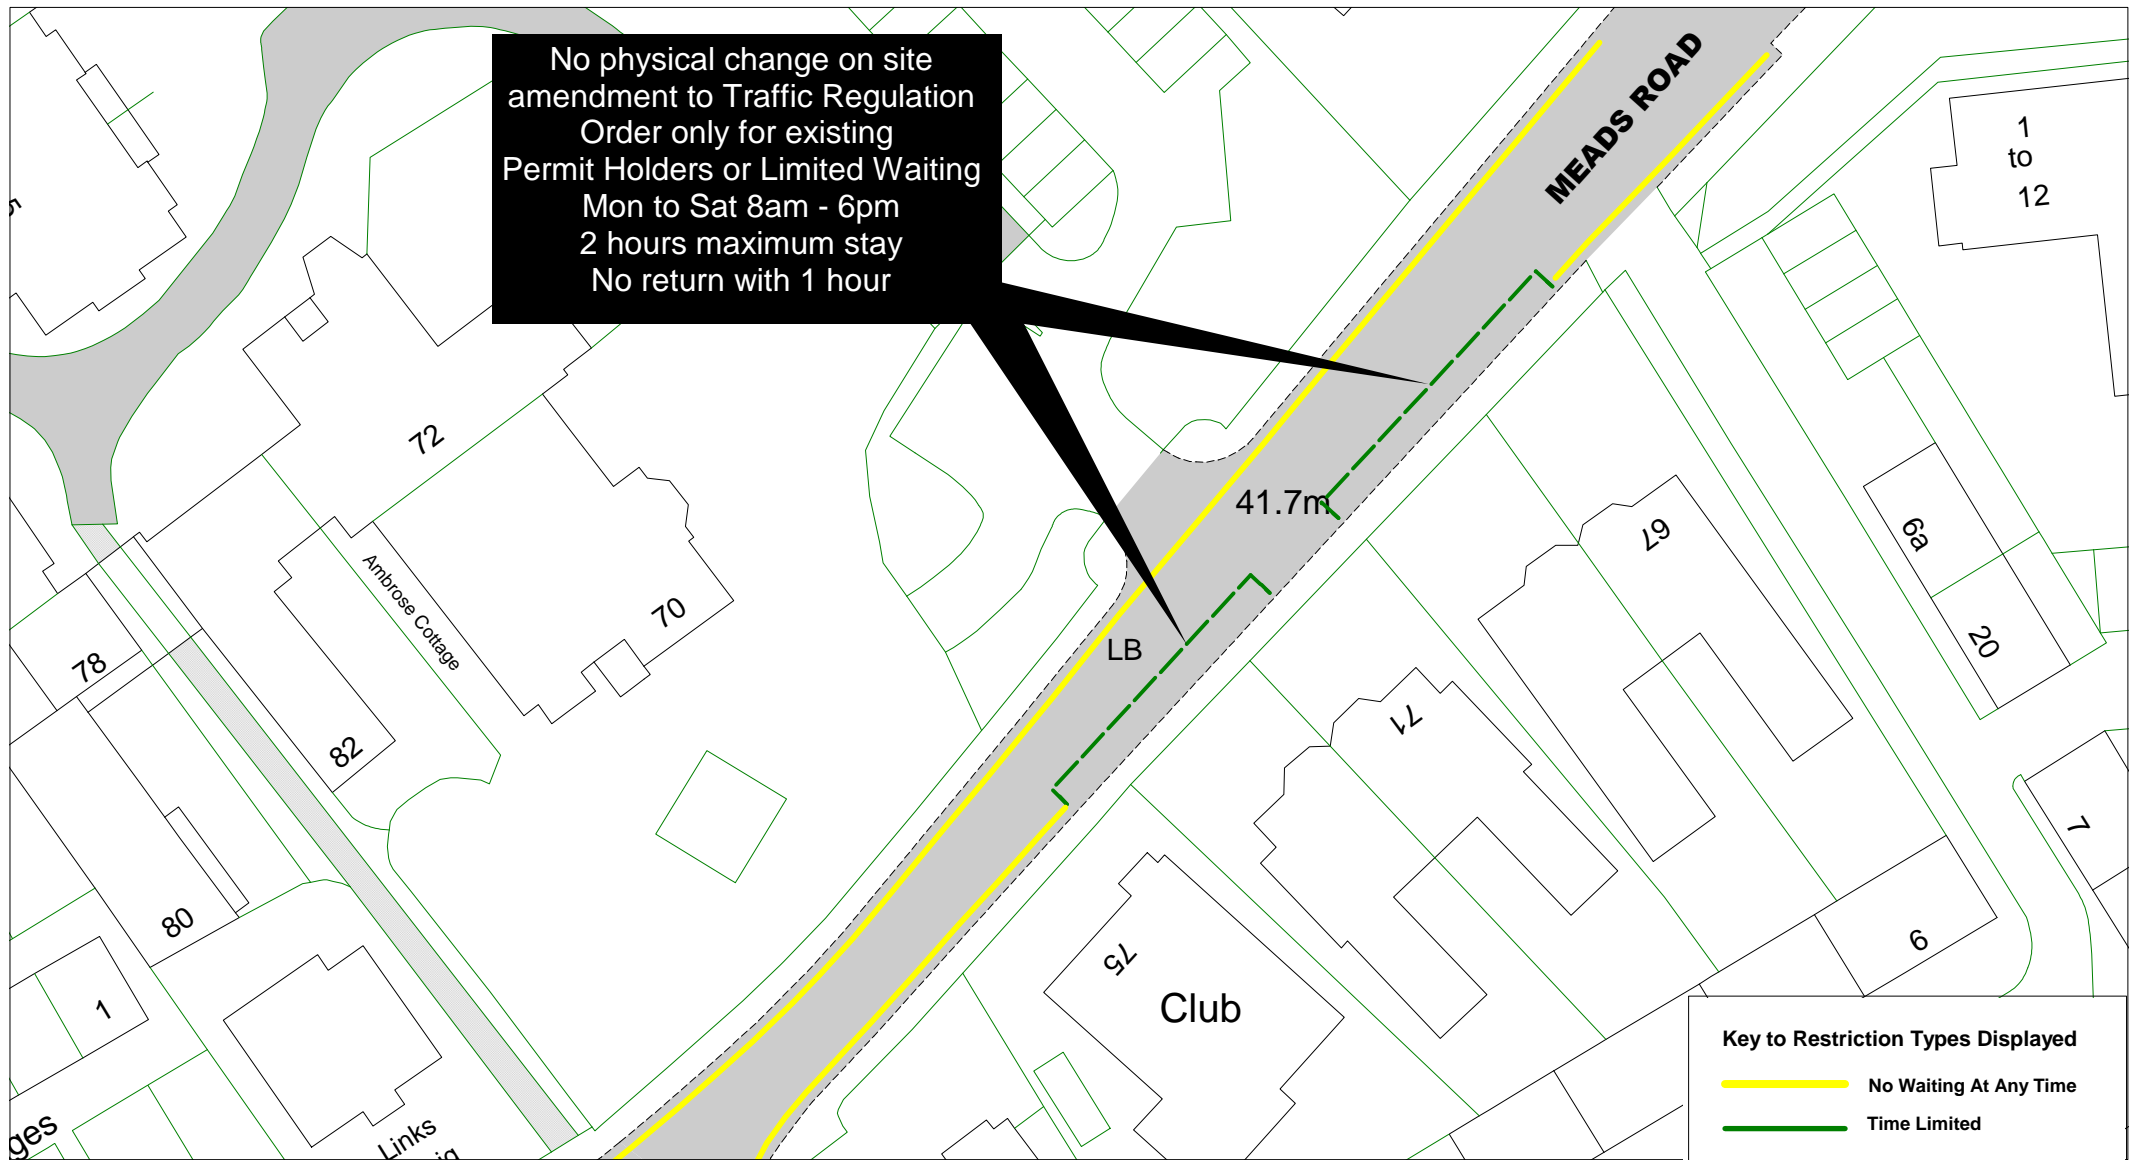 No physical change on site
amendment to Traffic Regulation
Order only for existing
Permit Holders or Limited Waiting
Mon to Sat 8am - 6pm
2 hours maximum stay
No return with 1 hour
MEADS ROAD
1
to
12
72
Ambrose Cottage
70
78
82
80
1
41.7m
LB
67
6a
20
71
7
75
Club
6
Links
ges
Key to Restriction Types Displayed
No Waiting At Any Time
Time Limited